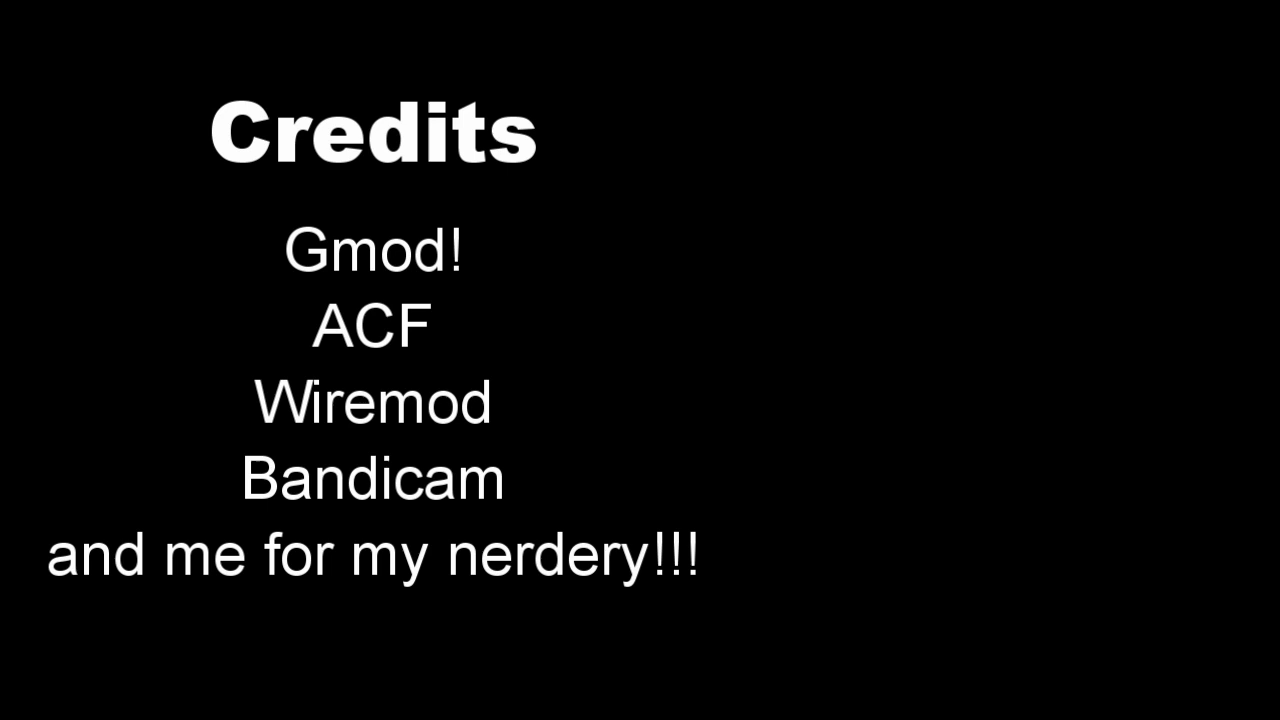 Credits
Gmod!
ACF
Wiremod
Bandicam
and me for my nerdery!!!